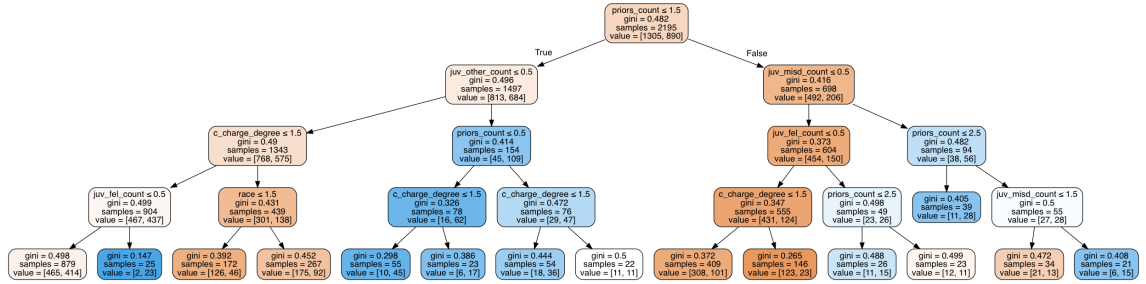 priors_count ≤ 1.5
gini = 0.482
samples = 2195
value = [1305, 890]
True
False
juv_other_count ≤ 0.5
gini = 0.496
samples = 1497
value = [813, 684]
juv_misd_count ≤ 0.5
gini = 0.416
samples = 698
value = [492, 206]
c_charge_degree ≤ 1.5
gini = 0.49
samples = 1343
value = [768, 575]
priors_count ≤ 0.5
gini = 0.414
samples = 154
value = [45, 109]
juv_fel_count ≤ 0.5
gini = 0.373
samples = 604
value = [454, 150]
priors_count ≤ 2.5
gini = 0.482
samples = 94
value = [38, 56]
juv_fel_count ≤ 0.5
gini = 0.499
samples = 904
value = [467, 437]
race ≤ 1.5
gini = 0.431
samples = 439
value = [301, 138]
c_charge_degree ≤ 1.5
gini = 0.326
samples = 78
value = [16, 62]
c_charge_degree ≤ 1.5
gini = 0.472
samples = 76
value = [29, 47]
c_charge_degree ≤ 1.5
gini = 0.347
samples = 555
value = [431, 124]
priors_count ≤ 2.5
gini = 0.498
samples = 49
value = [23, 26]
gini = 0.405
samples = 39
value = [11, 28]
juv_misd_count ≤ 1.5
gini = 0.5
samples = 55
value = [27, 28]
gini = 0.498
samples = 879
value = [465, 414]
gini = 0.147
samples = 25
value = [2, 23]
gini = 0.392
samples = 172
value = [126, 46]
gini = 0.452
samples = 267
value = [175, 92]
gini = 0.298
samples = 55
value = [10, 45]
gini = 0.386
samples = 23
value = [6, 17]
gini = 0.444
samples = 54
value = [18, 36]
gini = 0.5
samples = 22
value = [11, 11]
gini = 0.372
samples = 409
value = [308, 101]
gini = 0.265
samples = 146
value = [123, 23]
gini = 0.488
samples = 26
value = [11, 15]
gini = 0.499
samples = 23
value = [12, 11]
gini = 0.472
samples = 34
value = [21, 13]
gini = 0.408
samples = 21
value = [6, 15]